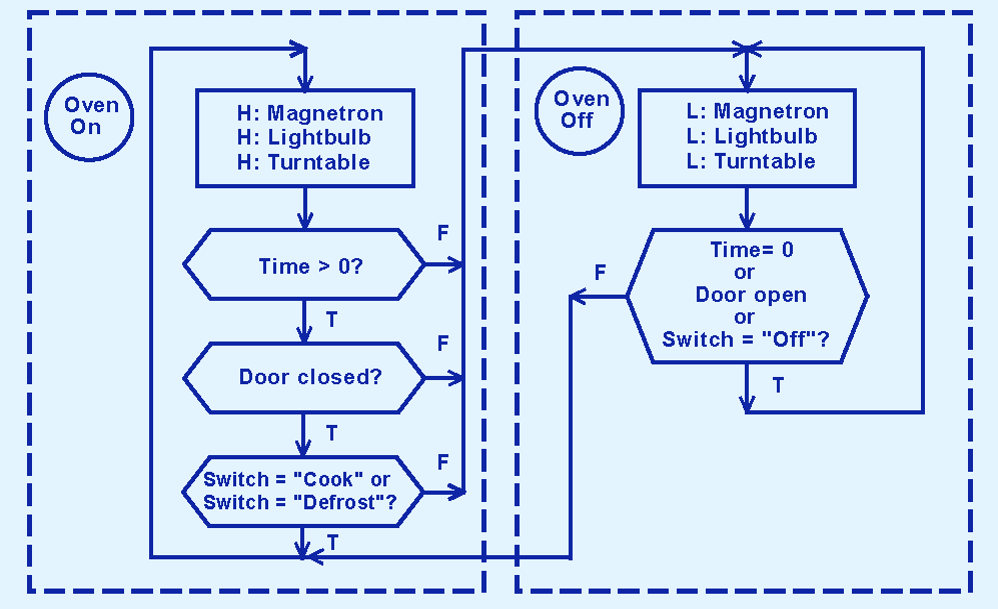 Oven
On
H: Magnetron
H: Lightbulb
H: Turntable
Time > 0?
F
T
Door closed?
F
T
Switch = "Cook" or
Switch = "Defrost"?
F
T
Oven
Off
L: Magnetron
L: Lightbulb
L: Turntable
Time= 0
or
Door open
or
Switch = "Off"?
F
T